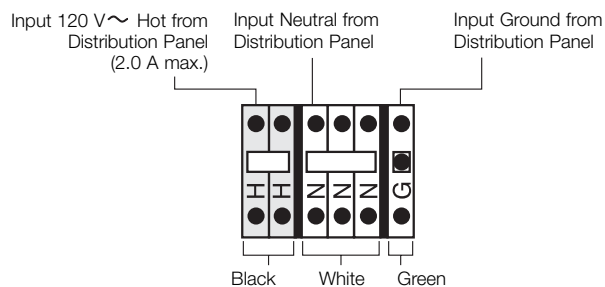 Input 120 V～ Hot from
Distribution Panel
(2.0 A max.)
Input Neutral from
Distribution Panel
Input Ground from
Distribution Panel
H H N N N G
Black White Green